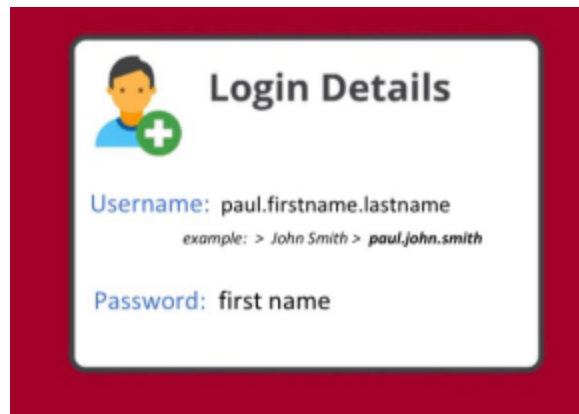 Login Details
Username: paul.firstname.lastname
example: > John Smith > paul.john.smith
Password: first name